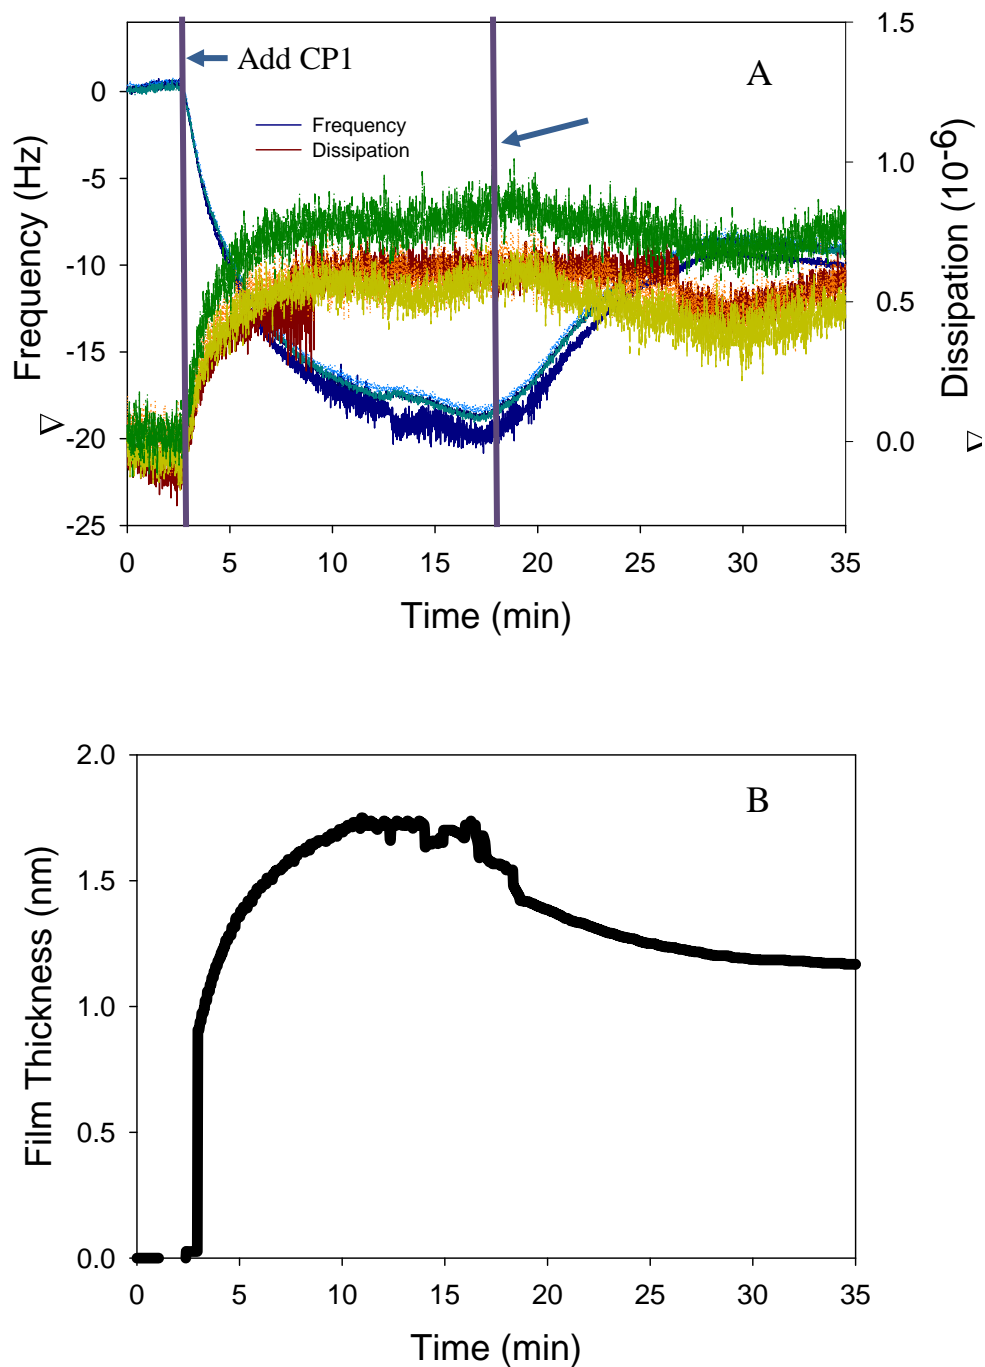 A
Add CP1
Frequency
Dissipation
0
-5
-10
-15
-20
-25
1.5
1.0
0.5
0.0
∇ Frequency (Hz)
∇ Dissipation (10-6)
0 5 10 15 20 25 30 35
Time (min)
B
2.0
1.5
1.0
0.5
0.0
Film Thickness (nm)
0 5 10 15 20 25 30 35
Time (min)